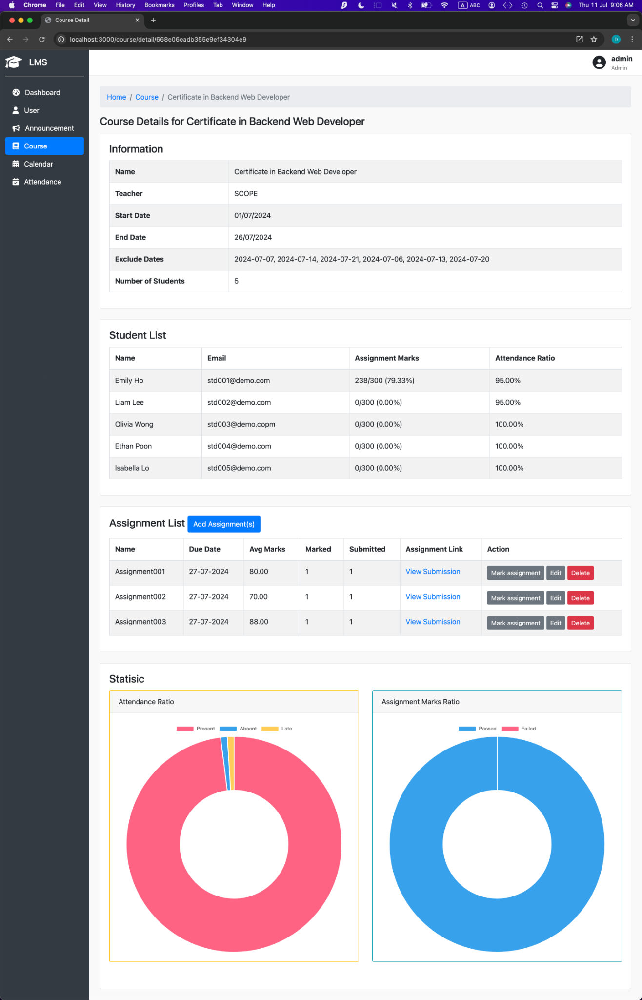 Chrome File Edit View History Bookmarks Profiles Tab Window Help A ABC Thu 11 Jul 9:06 AM
Course Detail
localhost:3000/course/detail/668e06eadb355e9ef34304e9 D
LMS
admin
Admin
Dashboard
User
Announcement
Course
Calendar
Attendance
Home / Course / Certificate in Backend Web Developer
Course Details for Certificate in Backend Web Developer
Information
Name Certificate in Backend Web Developer
Teacher SCOPE
Start Date 01/07/2024
End Date 26/07/2024
Exclude Dates 2024-07-07, 2024-07-14, 2024-07-21, 2024-07-06, 2024-07-13, 2024-07-20
Number of Students 5
Student List
Name Email Assignment Marks Attendance Ratio
Emily Ho std001@demo.com 238/300 (79.33%) 95.00%
Liam Lee std002@demo.com 0/300 (0.00%) 95.00%
Olivia Wong std003@demo.copm 0/300 (0.00%) 100.00%
Ethan Poon std004@demo.com 0/300 (0.00%) 100.00%
Isabella Lo std005@demo.com 0/300 (0.00%) 100.00%
Assignment List Add Assignment(s)
Name Due Date Avg Marks Marked Submitted Assignment Link Action
Assignment001 27-07-2024 80.00 1 1 View Submission Mark assignment Edit Delete
Assignment002 27-07-2024 70.00 1 1 View Submission Mark assignment Edit Delete
Assignment003 27-07-2024 88.00 1 1 View Submission Mark assignment Edit Delete
Statisic
Attendance Ratio
Present Absent Late
Assignment Marks Ratio
Passed Failed